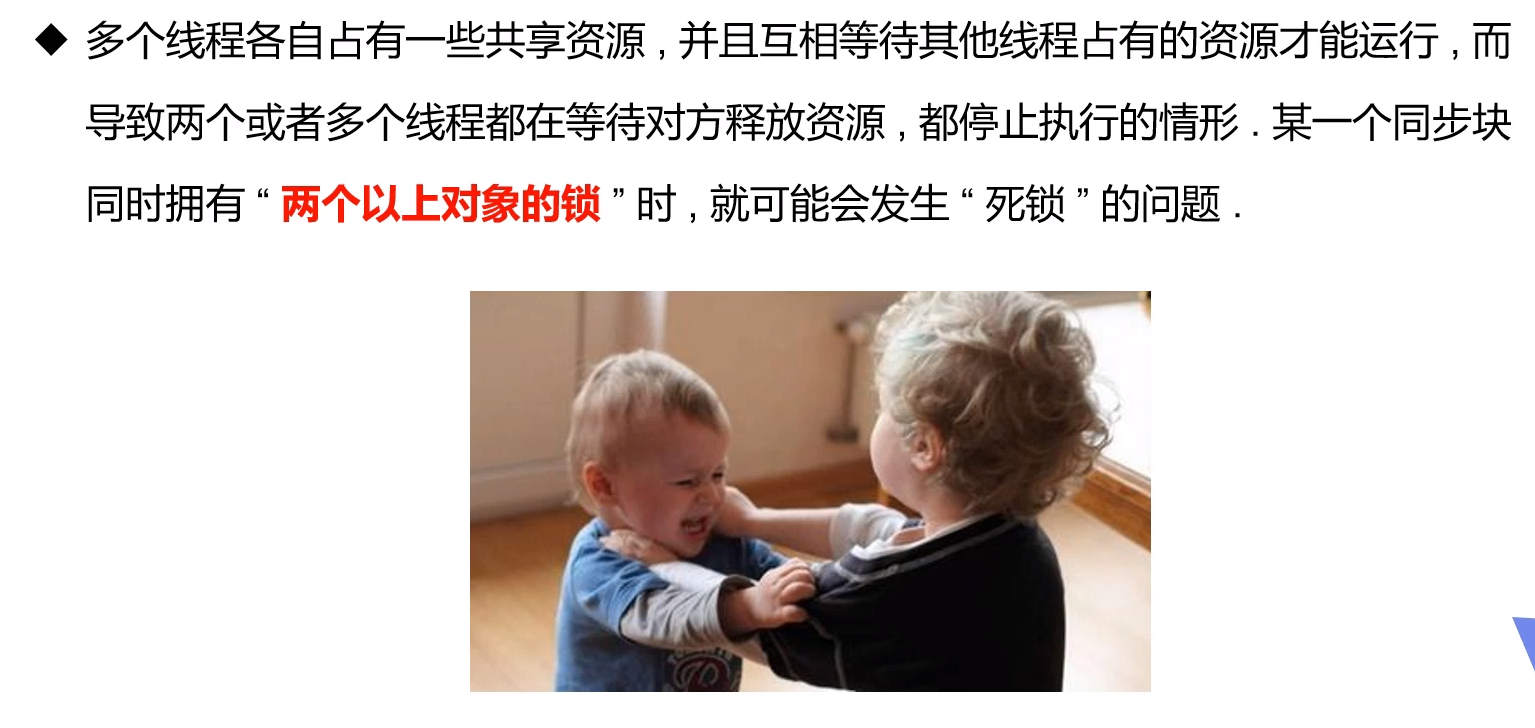 ◆ 多个线程各自占有一些共享资源 , 并且互相等待其他线程占有的资源才能运行 , 而
导致两个或者多个线程都在等待对方释放资源 , 都停止执行的情形 . 某一个同步块
同时拥有 “ 两个以上对象的锁 ” 时 , 就可能会发生 “ 死锁 ” 的问题 .